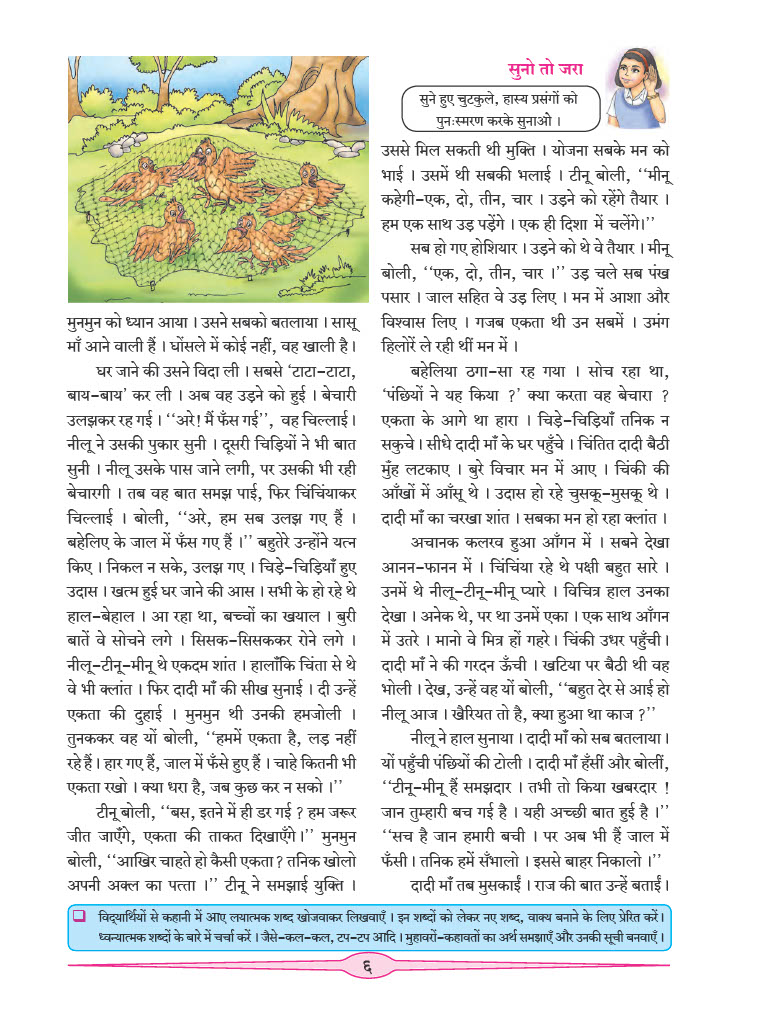 मुनमुन को ध्यान आया । उसने सबको बतलाया । सासू
माँ आने वाली हैं । घोंसले में कोई नहीं, वह खाली है ।
घर जाने की उसने विदा ली । सबसे ‘टाटा-टाटा,
बाय-बाय’ कर ली । अब वह उड़ने को हुई । बेचारी
उलझकर रह गई । ‘‘अरे! मैं फँस गई’’, वह चिल्लाई ।
नीलू ने उसकी पुकार सुनी । दूसरी चिड़ियों ने भी बात
सुनी । नीलू उसके पास जाने लगी, पर उसकी भी रही
बेचारगी । तब वह बात समझ पाई, फिर चिंचिंयाकर
चिल्लाई । बोली, ‘‘अरे, हम सब उलझ गए हैं ।
बहेलिए के जाल में फँस गए हैं ।’’ बहुतेरे उन्होंने यत्न
किए । निकल न सके, उलझ गए । चिड़े-चिड़ियाँ हुए
उदास । खत्म हुई घर जाने की आस । सभी के हो रहे थे
हाल-बेहाल । आ रहा था, बच्चों का खयाल । बुरी
बातें वे सोचने लगे । सिसक-सिसककर रोने लगे ।
नीलू-टीनू-मीनू थे एकदम शांत । हालाँकि चिंता से थे
वे भी क्लांत । फिर दादी माँ की सीख सुनाई । दी उन्हें
एकता की दुहाई । मुनमुन थी उनकी हमजोली ।
तुनककर वह यों बोली, ‘‘हममें एकता है, लड़ नहीं
रहे हैं । हार गए हैं, जाल में फँसे हुए हैं । चाहे कितनी भी
एकता रखो । क्या धरा है, जब कुछ कर न सको ।’’
टीनू बोली, ‘‘बस, इतने में ही डर गई ? हम जरूर
जीत जाएँगे, एकता की ताकत दिखाएँगे।’’ मुनमुन
बोली, ‘‘आखिर चाहते हो कैसी एकता ? तनिक खोलो
अपनी अक्ल का पत्ता ।’’ टीनू ने समझाई युक्ति ।
सुनो तो जरा
सुने हुए चुटकुले, हास्य प्रसंगों को
पुनःस्मरण करके सुनाओ ।
उससे मिल सकती थी मुक्ति । योजना सबके मन को
भाई । उसमें थी सबकी भलाई । टीनू बोली, ‘‘मीनू
कहेगी-एक, दो, तीन, चार । उड़ने को रहेंगे तैयार ।
हम एक साथ उड़ पड़ेंगे । एक ही दिशा में चलेंगे।’’
सब हो गए होशियार । उड़ने को थे वे तैयार । मीनू
बोली, ‘‘एक, दो, तीन, चार ।’’ उड़ चले सब पंख
पसार । जाल सहित वे उड़ लिए । मन में आशा और
विश्वास लिए । गजब एकता थी उन सबमें । उमंग
हिलोरें ले रही थीं मन में ।
बहेलिया ठगा-सा रह गया । सोच रहा था,
‘पंछियों ने यह किया ?’ क्या करता वह बेचारा ?
एकता के आगे था हारा । चिड़े-चिड़ियाँ तनिक न
सकुचे । सीधे दादी माँ के घर पहुँचे । चिंतित दादी बैठी
मुँह लटकाए । बुरे विचार मन में आए । चिंकी की
आँखों में आँसू थे । उदास हो रहे चुसकू-मुसकू थे ।
दादी माँ का चरखा शांत । सबका मन हो रहा क्लांत ।
अचानक कलरव हुआ आँगन में । सबने देखा
आनन-फानन में । चिंचिंया रहे थे पक्षी बहुत सारे ।
उनमें थे नीलू-टीनू-मीनू प्यारे । विचित्र हाल उनका
देखा । अनेक थे, पर था उनमें एका । एक साथ आँगन
में उतरे । मानो वे मित्र हों गहरे । चिंकी उधर पहुँची ।
दादी माँ ने की गरदन ऊँची । खटिया पर बैठी थी वह
भोली । देख, उन्हें वह यों बोली, ‘‘बहुत देर से आई हो
नीलू आज । खैरियत तो है, क्या हुआ था काज ?’’
नीलू ने हाल सुनाया । दादी माँ को सब बतलाया ।
यों पहुँची पंछियों की टोली । दादी माँ हँसीं और बोलीं,
‘‘टीनू-मीनू हैं समझदार । तभी तो किया खबरदार !
जान तुम्हारी बच गई है । यही अच्छी बात हुई है ।’’
‘‘सच है जान हमारी बची । पर अब भी हैं जाल में
फँसी । तनिक हमें सँभालो । इससे बाहर निकालो ।’’
दादी माँ तब मुसकाईं । राज की बात उन्हें बताईं ।
विद्‌यार्थियों से कहानी में आए लयात्मक शब्द खोजवाकर लिखवाएँ । इन शब्दों को लेकर नए शब्द, वाक्य बनाने के लिए प्रेरित करें ।
ध्वन्यात्मक शब्दों के बारे में चर्चा करें । जैसे-कल-कल, टप-टप आदि । मुहावरों-कहावतों का अर्थ समझाएँ और उनकी सूची बनवाएँ ।
६